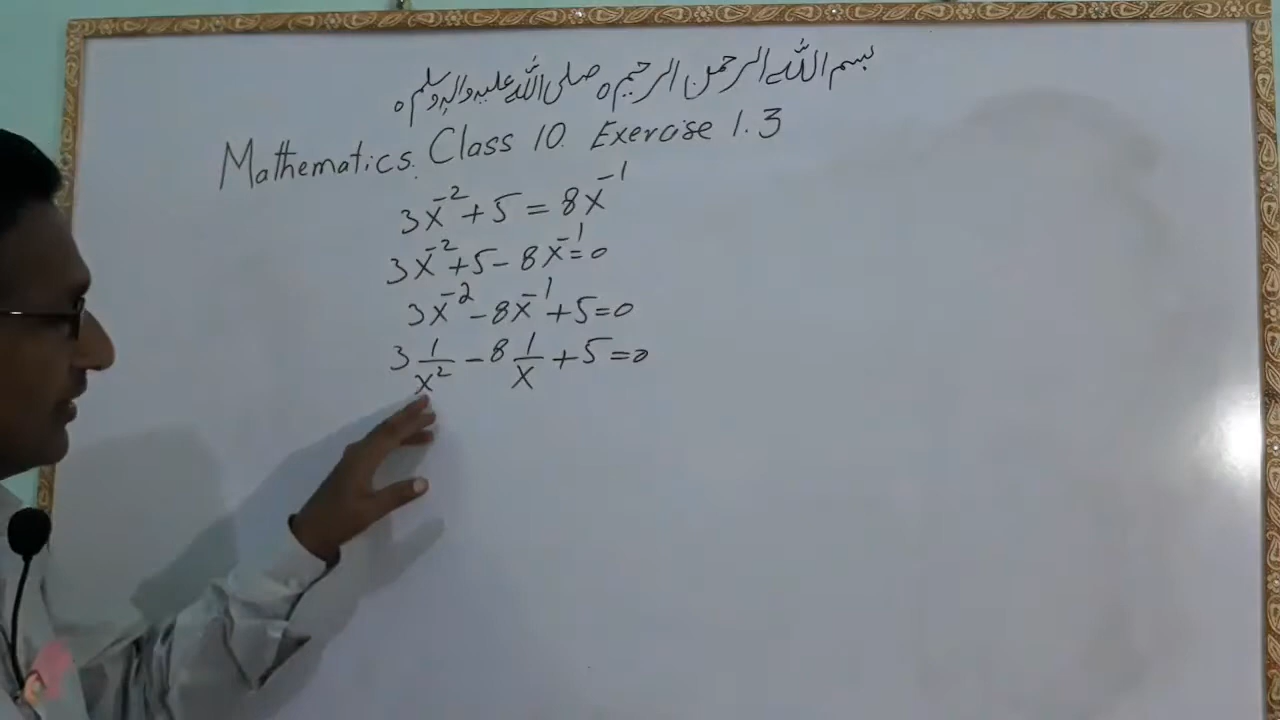 بسم اللہ الرحمن الرحیم ہ صلی اللہ علیہ والہ وسلم ہ
Mathematics. Class 10. Exercise 1.3
3x⁻² + 5 = 8x⁻¹
3x⁻² + 5 - 8x⁻¹ = 0
3x⁻² - 8x⁻¹ + 5 = 0
3 1/x² - 8 1/x + 5 = 0